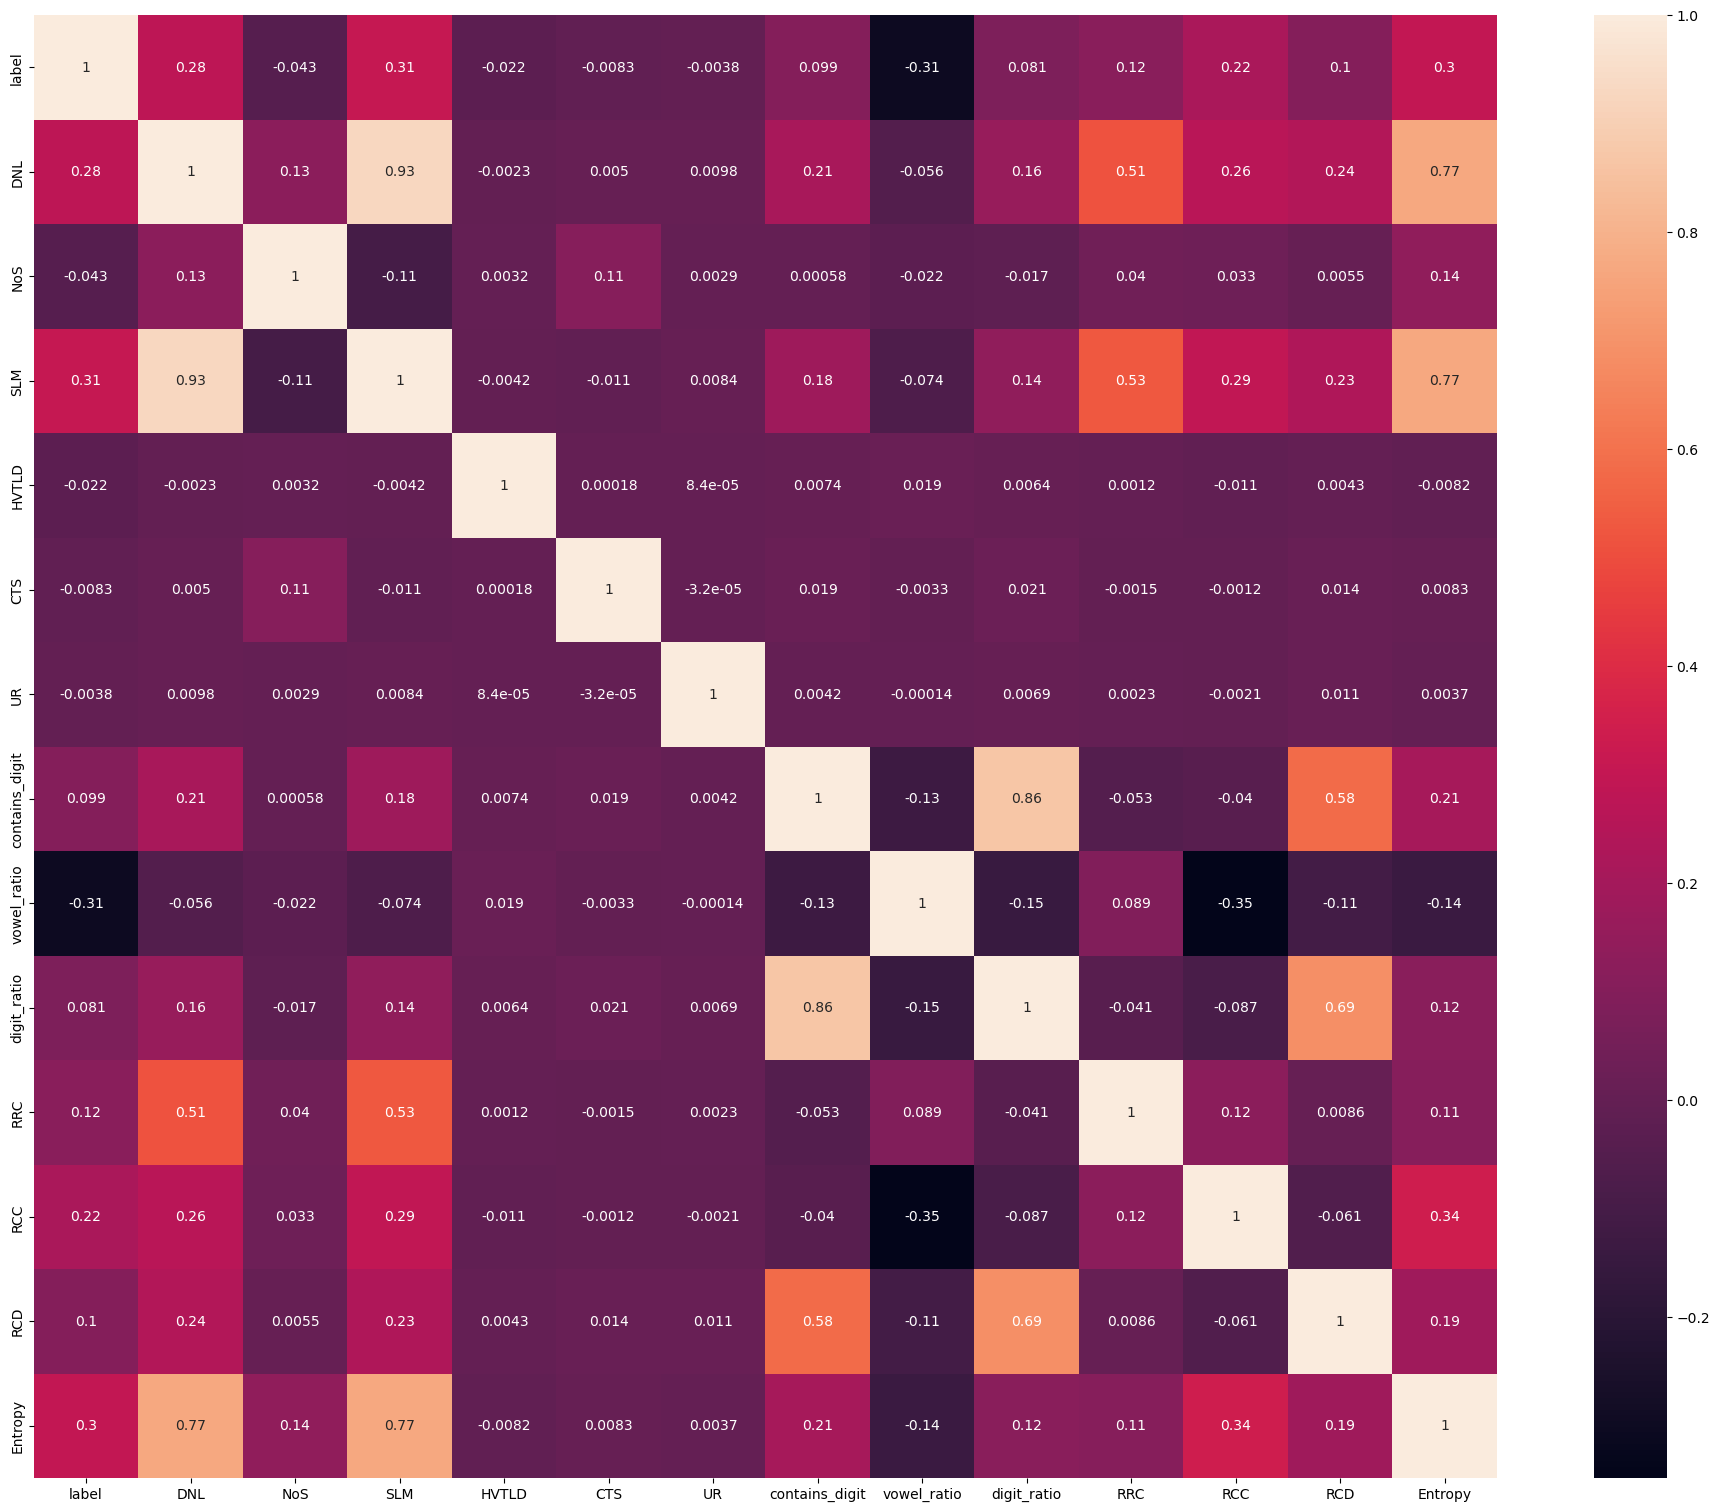 label 1 0.28 -0.043 0.31 -0.022 -0.0083 -0.0038 0.099 -0.31 0.081 0.12 0.22 0.1 0.3
DNL 0.28 1 0.13 0.93 -0.0023 0.005 0.0098 0.21 -0.056 0.16 0.51 0.26 0.24 0.77
NoS -0.043 0.13 1 -0.11 0.0032 0.11 0.0029 0.00058 -0.022 -0.017 0.04 0.033 0.0055 0.14
SLM 0.31 0.93 -0.11 1 -0.0042 -0.011 0.0084 0.18 -0.074 0.14 0.53 0.29 0.23 0.77
HVTLD -0.022 -0.0023 0.0032 -0.0042 1 0.00018 8.4e-05 0.0074 0.019 0.0064 0.0012 -0.011 0.0043 -0.0082
CTS -0.0083 0.005 0.11 -0.011 0.00018 1 -3.2e-05 0.019 -0.0033 0.021 -0.0015 -0.0012 0.014 0.0083
UR -0.0038 0.0098 0.0029 0.0084 8.4e-05 -3.2e-05 1 0.0042 -0.00014 0.0069 0.0023 -0.0021 0.011 0.0037
contains_digit 0.099 0.21 0.00058 0.18 0.0074 0.019 0.0042 1 -0.13 0.86 -0.053 -0.04 0.58 0.21
vowel_ratio -0.31 -0.056 -0.022 -0.074 0.019 -0.0033 -0.00014 -0.13 1 -0.15 0.089 -0.35 -0.11 -0.14
digit_ratio 0.081 0.16 -0.017 0.14 0.0064 0.021 0.0069 0.86 -0.15 1 -0.041 -0.087 0.69 0.12
RRC 0.12 0.51 0.04 0.53 0.0012 -0.0015 0.0023 -0.053 0.089 -0.041 1 0.12 0.0086 0.11
RCC 0.22 0.26 0.033 0.29 -0.011 -0.0012 -0.0021 -0.04 -0.35 -0.087 0.12 1 -0.061 0.34
RCD 0.1 0.24 0.0055 0.23 0.0043 0.014 0.011 0.58 -0.11 0.69 0.0086 -0.061 1 0.19
Entropy 0.3 0.77 0.14 0.77 -0.0082 0.0083 0.0037 0.21 -0.14 0.12 0.11 0.34 0.19 1
label DNL NoS SLM HVTLD CTS UR contains_digit vowel_ratio digit_ratio RRC RCC RCD Entropy
1.0
0.8
0.6
0.4
0.2
0.0
−0.2